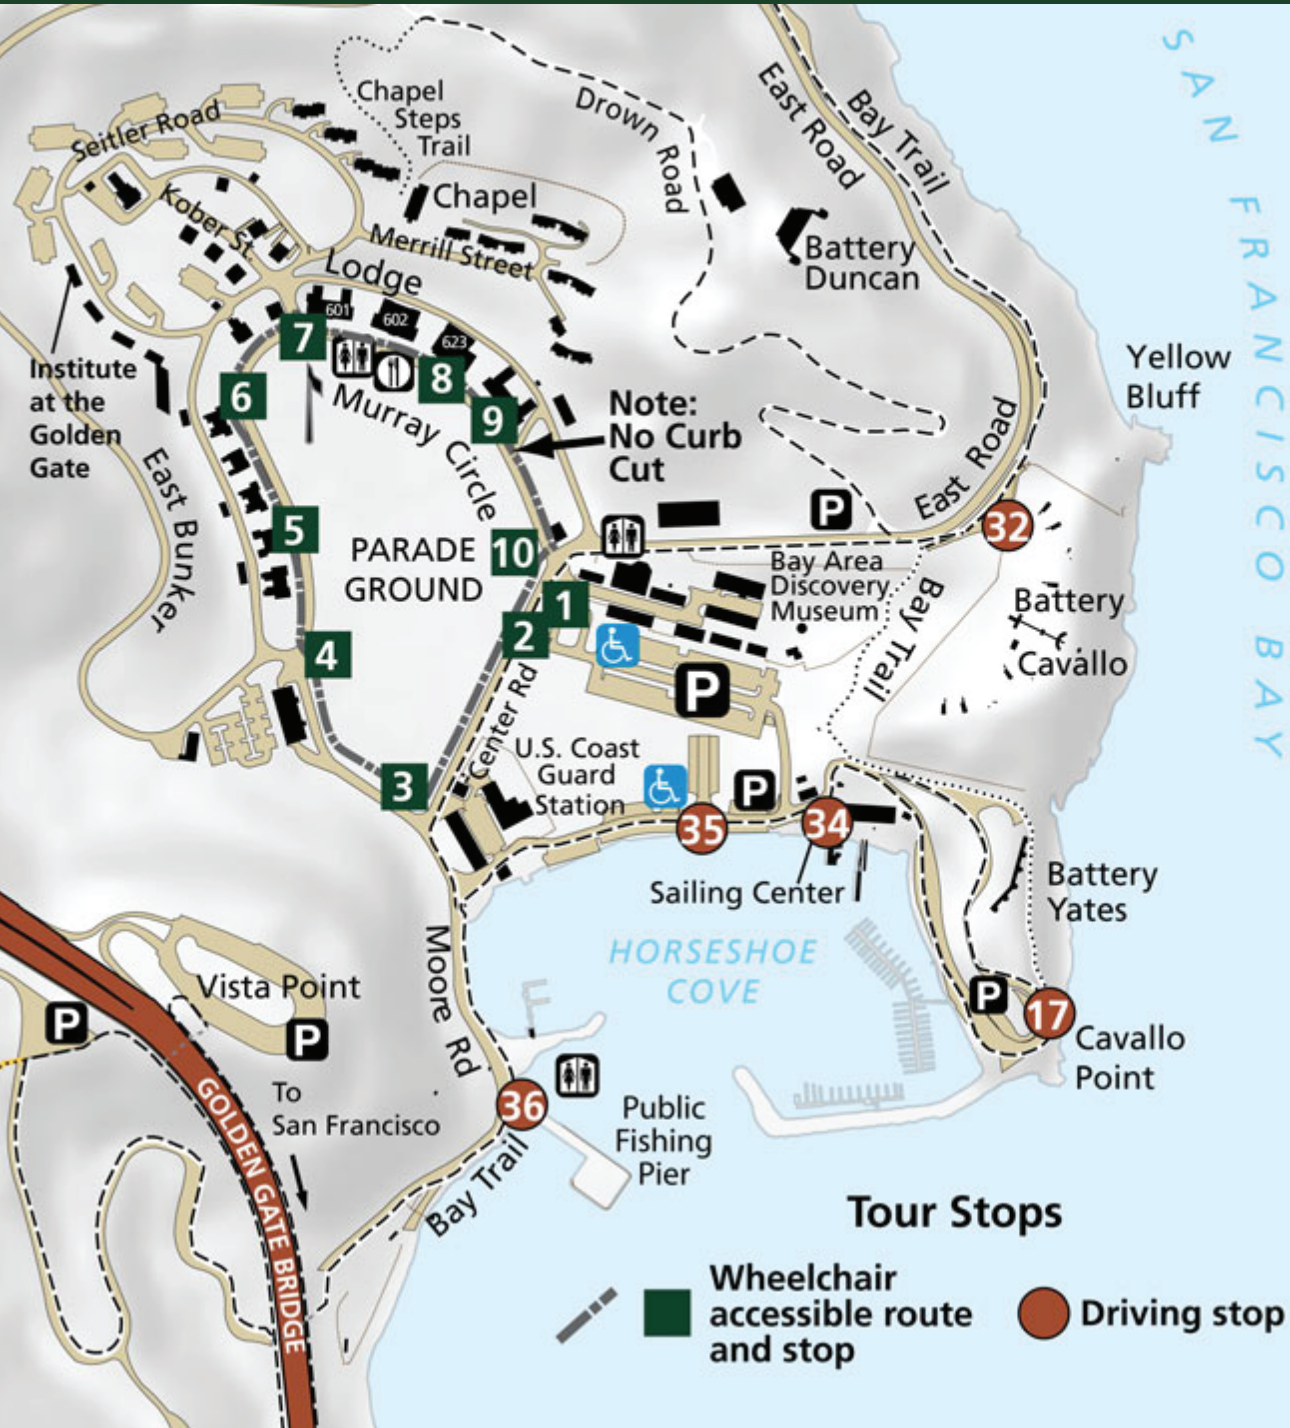 Chapel
Steps
Trail
Drown
Road
East Road
Bay Trail
SAN FRANCISCO BAY
Seitler Road
Kober St.
Chapel
Merrill Street
Lodge
Battery
Duncan
601
602
623
7
6
8
9
Murray Circle
Institute
at the
Golden
Gate
Note:
No Curb
Cut
Yellow
Bluff
East Road
East Bunker
5
PARADE
GROUND
10
P
32
1
2
4
3
Bay Area
Discovery
Museum
Bay Trail
Battery
Cavallo
P
Center Rd
U.S. Coast
Guard
Station
P
35
34
Sailing Center
Battery
Yates
HORSESHOE
COVE
Moore Rd
Vista Point
P
P
P
17
Cavallo
Point
To
San Francisco
GOLDEN GATE BRIDGE
36
Public
Fishing
Pier
Bay Trail
Tour Stops
Wheelchair
accessible route
and stop
Driving stop